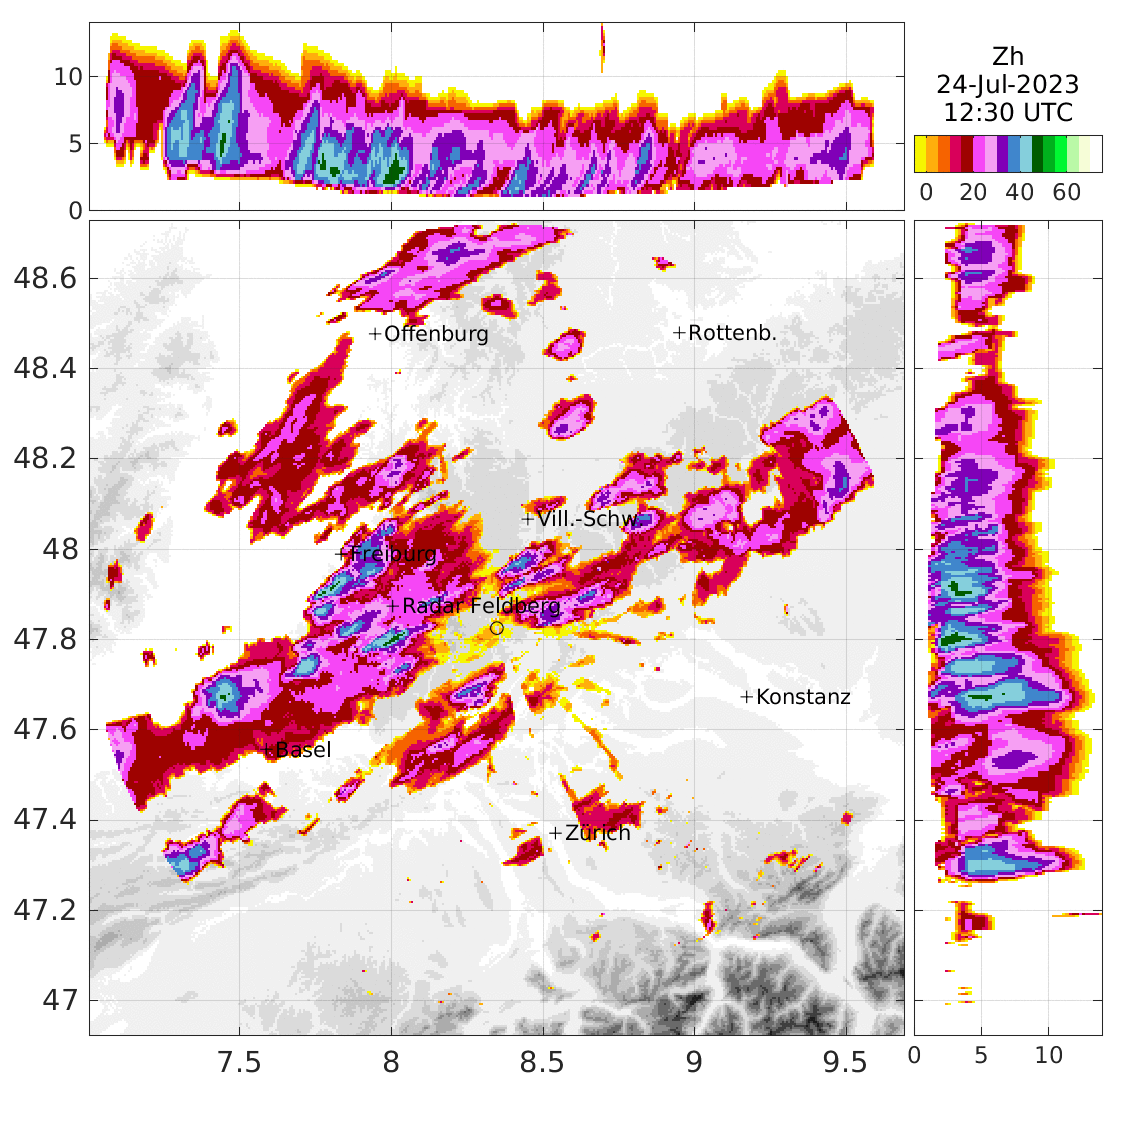 10
5
0
Zh
24-Jul-2023
12:30 UTC
0 20 40 60
48.6
48.4
48.2
48
47.8
47.6
47.4
47.2
47
+Offenburg
+Rottenb.
+Vill.-Schw.
+Freiburg
+Radar Feldberg
+Konstanz
+Basel
+Zürich
7.5 8 8.5 9 9.5
0 5 10